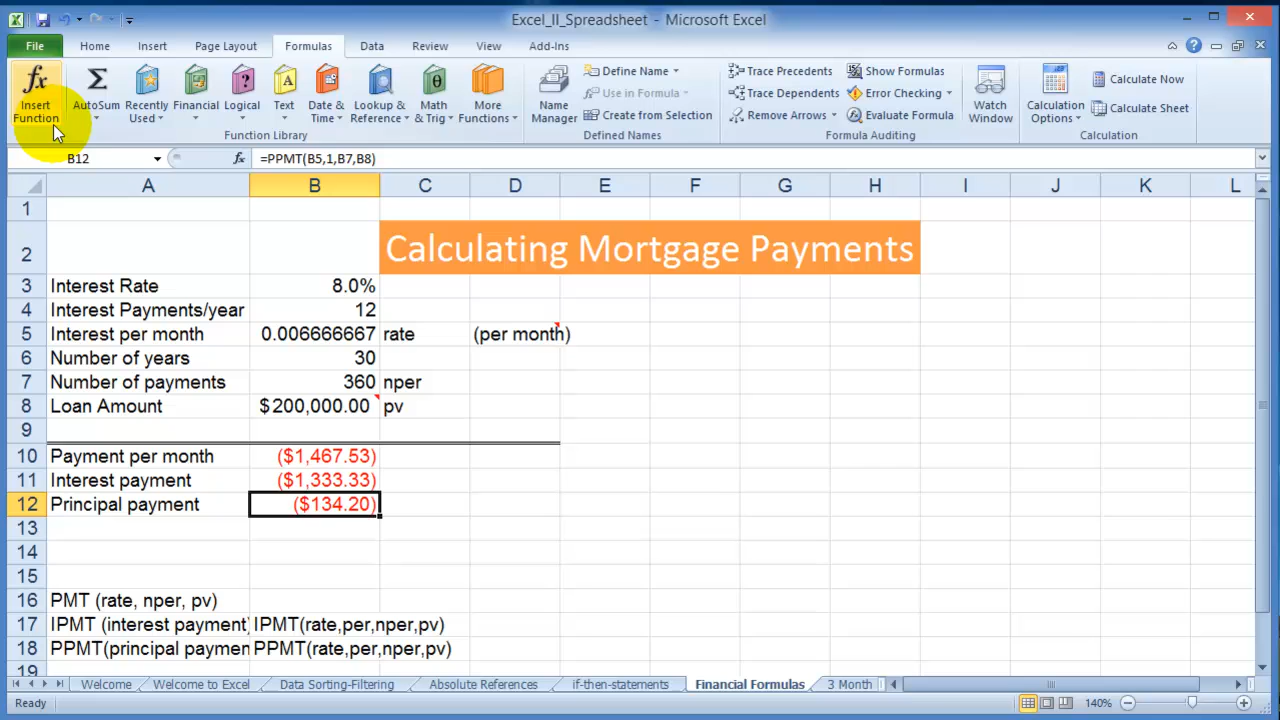 Excel_II_Spreadsheet - Microsoft Excel
File Home Insert Page Layout Formulas Data Review View Add-Ins
Insert Function
AutoSum
Recently Used
Financial
Logical
Text
Date & Time
Lookup & Reference
Math & Trig
More Functions
Function Library
Name Manager
Define Name
Use in Formula
Create from Selection
Defined Names
Trace Precedents
Trace Dependents
Remove Arrows
Show Formulas
Error Checking
Evaluate Formula
Formula Auditing
Watch Window
Calculation Options
Calculate Now
Calculate Sheet
Calculation
B12 fx =PPMT(B5,1,B7,B8)
A B C D E F G H I J K L
1
2 Calculating Mortgage Payments
3 Interest Rate 8.0%
4 Interest Payments/year 12
5 Interest per month 0.006666667 rate (per month)
6 Number of years 30
7 Number of payments 360 nper
8 Loan Amount $200,000.00 pv
9
10 Payment per month ($1,467.53)
11 Interest payment ($1,333.33)
12 Principal payment ($134.20)
13
14
15
16 PMT (rate, nper, pv)
17 IPMT (interest payment) IPMT(rate,per,nper,pv)
18 PPMT(principal paymen PPMT(rate,per,nper,pv)
19
Welcome Welcome to Excel Data Sorting-Filtering Absolute References if-then-statements Financial Formulas 3 Month
Ready 140%